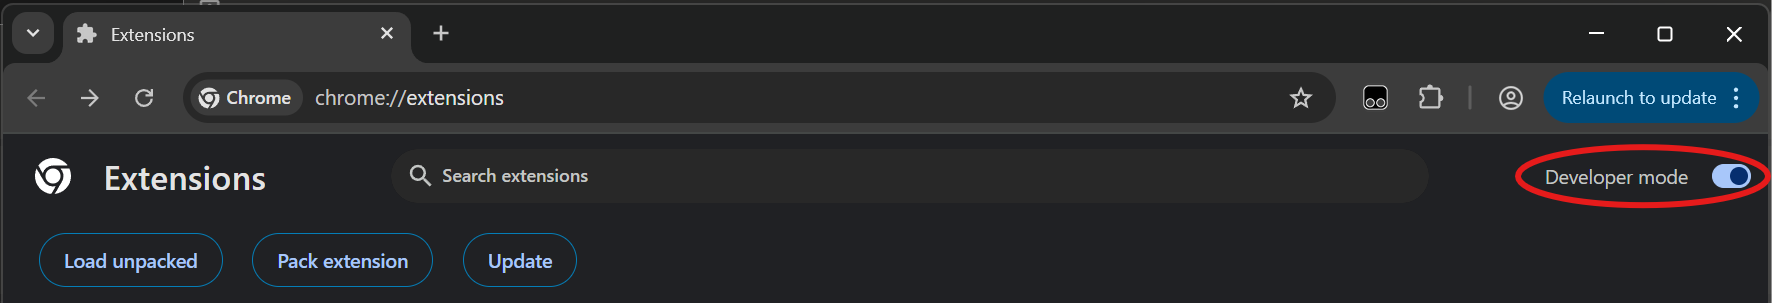 Extensions
Chrome chrome://extensions Relaunch to update
Extensions Search extensions Developer mode
Load unpacked Pack extension Update